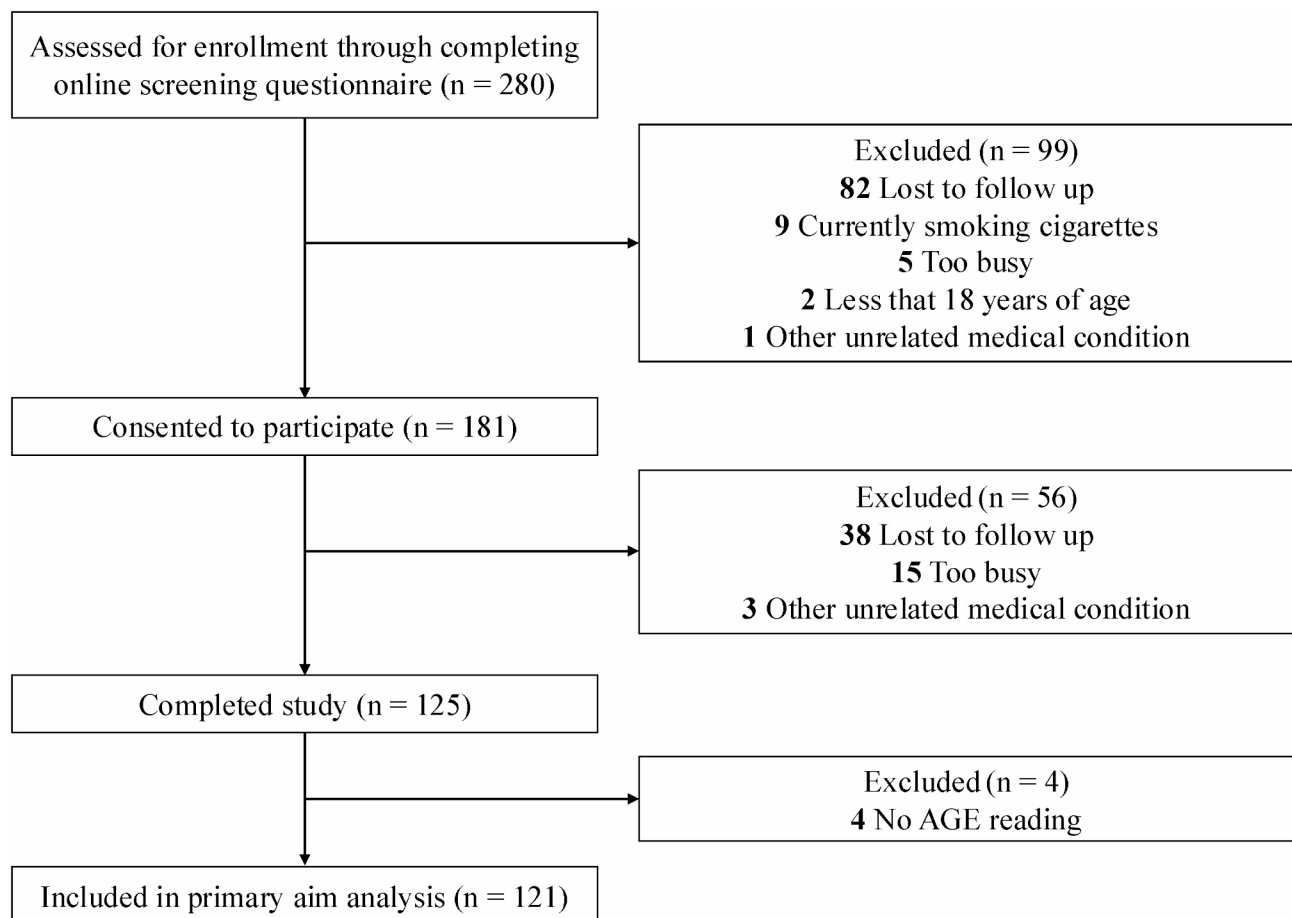 Assessed for enrollment through completing
online screening questionnaire (n = 280)
Excluded (n = 99)
82 Lost to follow up
9 Currently smoking cigarettes
5 Too busy
2 Less that 18 years of age
1 Other unrelated medical condition
Consented to participate (n = 181)
Excluded (n = 56)
38 Lost to follow up
15 Too busy
3 Other unrelated medical condition
Completed study (n = 125)
Excluded (n = 4)
4 No AGE reading
Included in primary aim analysis (n = 121)